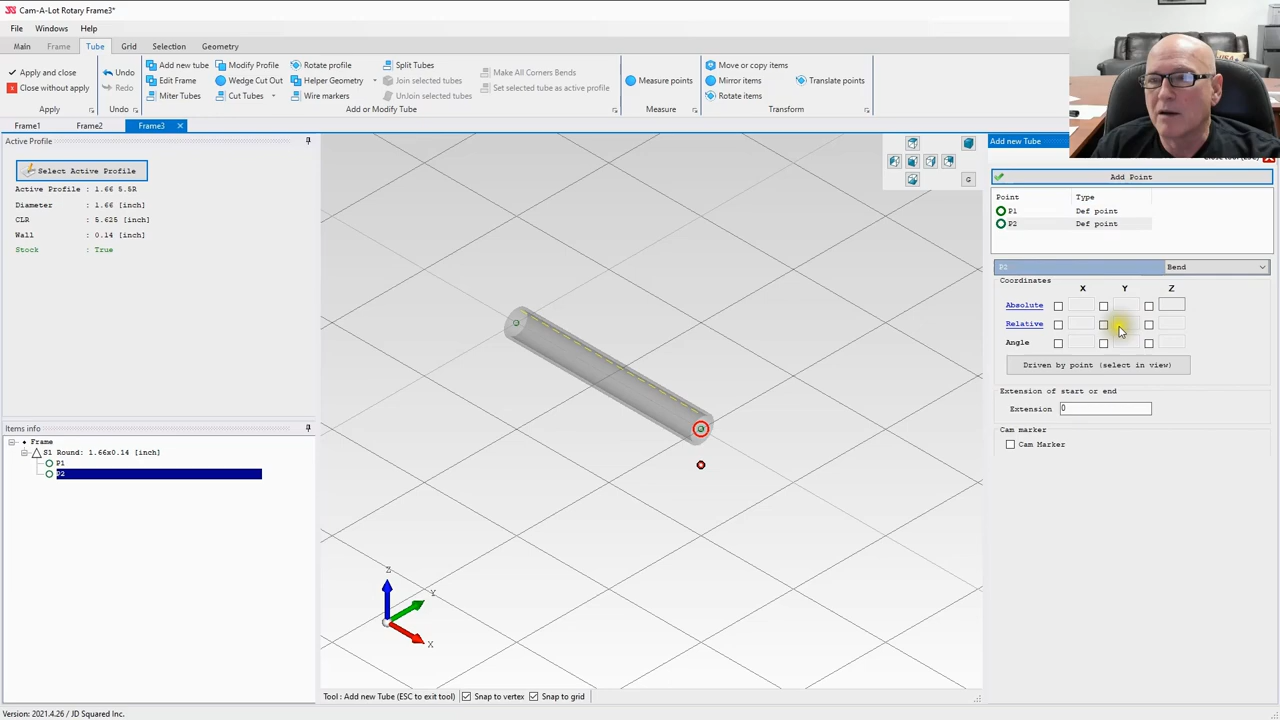 Cam-A-Lot Rotary Frame3*
File Windows Help
Main Frame Tube Grid Selection Geometry
Apply and close
Close without apply
Apply
Undo
Redo
Undo
Add new tube Modify Profile Rotate profile Split Tubes Make All Corners Bends
Edit Frame Wedge Cut Out Helper Geometry Join selected tubes Set selected tube as active profile
Miter Tubes Cut Tubes Wire markers UnJoin selected tubes
Add or Modify Tube
Measure points
Measure
Move or copy items
Mirror items Translate points
Rotate items
Transform
Frame1 Frame2 Frame3
Active Profile
Select Active Profile
Active Profile : 1.66 5.5R
Diameter : 1.66 [inch]
CLR : 5.625 [inch]
Wall : 0.14 [inch]
Stock : True
Items info
Frame
S1 Round: 1.66x0.14 [inch]
P1
P2
G
Z
Y
X
Add new Tube
Add Point
Point Type
P1 Def point
P2 Def point
P2 Bend
Coordinates
X Y Z
Absolute
Relative
Angle
Driven by point (select in view)
Extension of start or end
Extension 0
Cam marker
Cam Marker
Tool : Add new Tube (ESC to exit tool) Snap to vertex Snap to grid
Version: 2021.4.26 / JD Squared Inc.